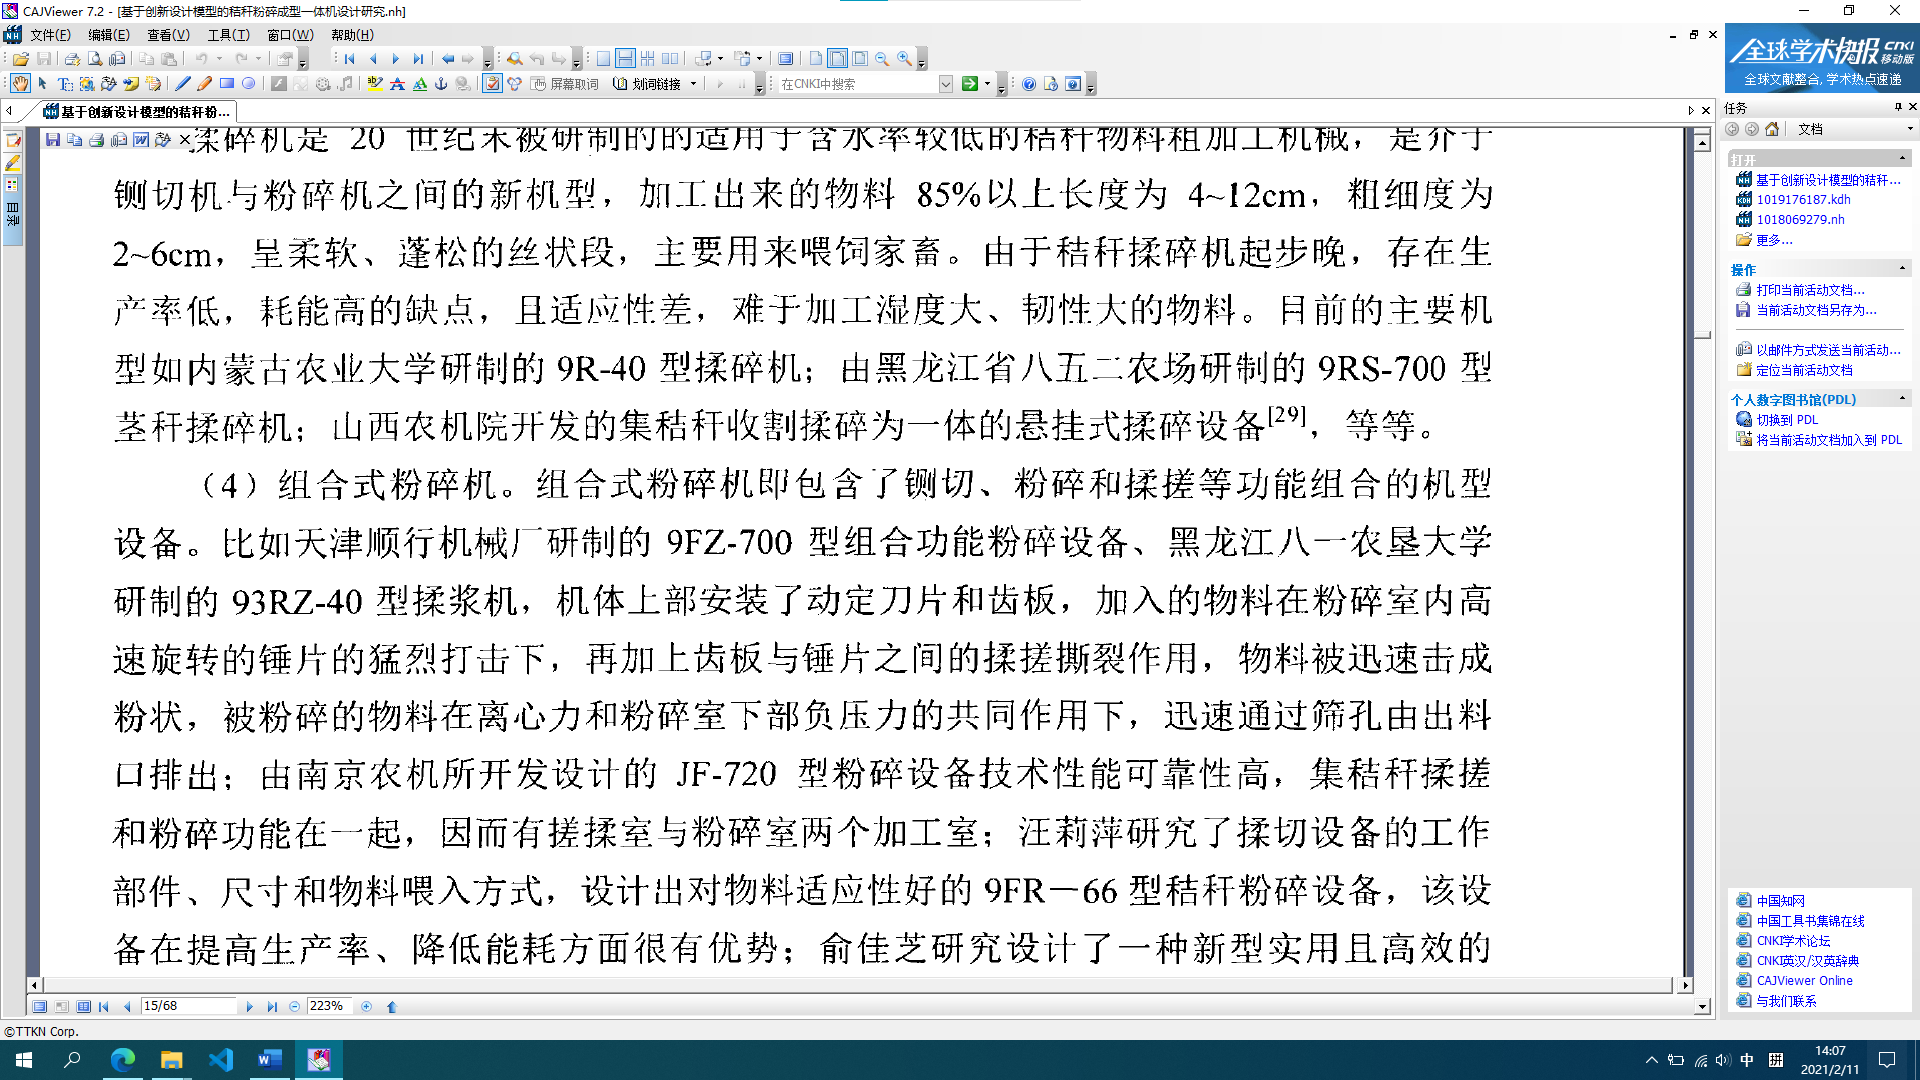 CAJViewer 7.2 - [基于创新设计模型的秸秆粉碎成型一体机设计研究.nh]
文件(F) 编辑(E) 查看(V) 工具(T) 窗口(W) 帮助(H)
屏幕取词 划词链接 在CNKI中搜索
全球学术快报 CNKI 移动版
全球文献整合, 学术热点速递
基于创新设计模型的秸秆粉...
目录
揉碎机是 20 世纪末被研制的的适用于含水率较低的秸秆物料粗加工机械，是介于
铡切机与粉碎机之间的新机型，加工出来的物料 85%以上长度为 4~12cm，粗细度为
2~6cm，呈柔软、蓬松的丝状段，主要用来喂饲家畜。由于秸秆揉碎机起步晚，存在生
产率低，耗能高的缺点，且适应性差，难于加工湿度大、韧性大的物料。目前的主要机
型如内蒙古农业大学研制的 9R-40 型揉碎机；由黑龙江省八五二农场研制的 9RS-700 型
茎秆揉碎机；山西农机院开发的集秸秆收割揉碎为一体的悬挂式揉碎设备[29]，等等。
（4）组合式粉碎机。组合式粉碎机即包含了铡切、粉碎和揉搓等功能组合的机型
设备。比如天津顺行机械厂研制的 9FZ-700 型组合功能粉碎设备、黑龙江八一农垦大学
研制的 93RZ-40 型揉浆机，机体上部安装了动定刀片和齿板，加入的物料在粉碎室内高
速旋转的锤片的猛烈打击下，再加上齿板与锤片之间的揉搓撕裂作用，物料被迅速击成
粉状，被粉碎的物料在离心力和粉碎室下部负压力的共同作用下，迅速通过筛孔由出料
口排出；由南京农机所开发设计的 JF-720 型粉碎设备技术性能可靠性高，集秸秆揉搓
和粉碎功能在一起，因而有搓揉室与粉碎室两个加工室；汪莉萍研究了揉切设备的工作
部件、尺寸和物料喂入方式，设计出对物料适应性好的 9FR－66 型秸秆粉碎设备，该设
备在提高生产率、降低能耗方面很有优势；俞佳芝研究设计了一种新型实用且高效的
任务
文档
打开
基于创新设计模型的秸秆...
1019176187.kdh
1018069279.nh
更多...
操作
打印当前活动文档...
当前活动文档另存为...
以邮件方式发送当前活动...
定位当前活动文档
个人数字图书馆(PDL)
切换到 PDL
将当前活动文档加入到 PDL
中国知网
中国工具书集锦在线
CNKI学术论坛
CNKI英汉/汉英辞典
CAJViewer Online
与我们联系
15/68 223%
©TTKN Corp.
中 拼
14:07
2021/2/11